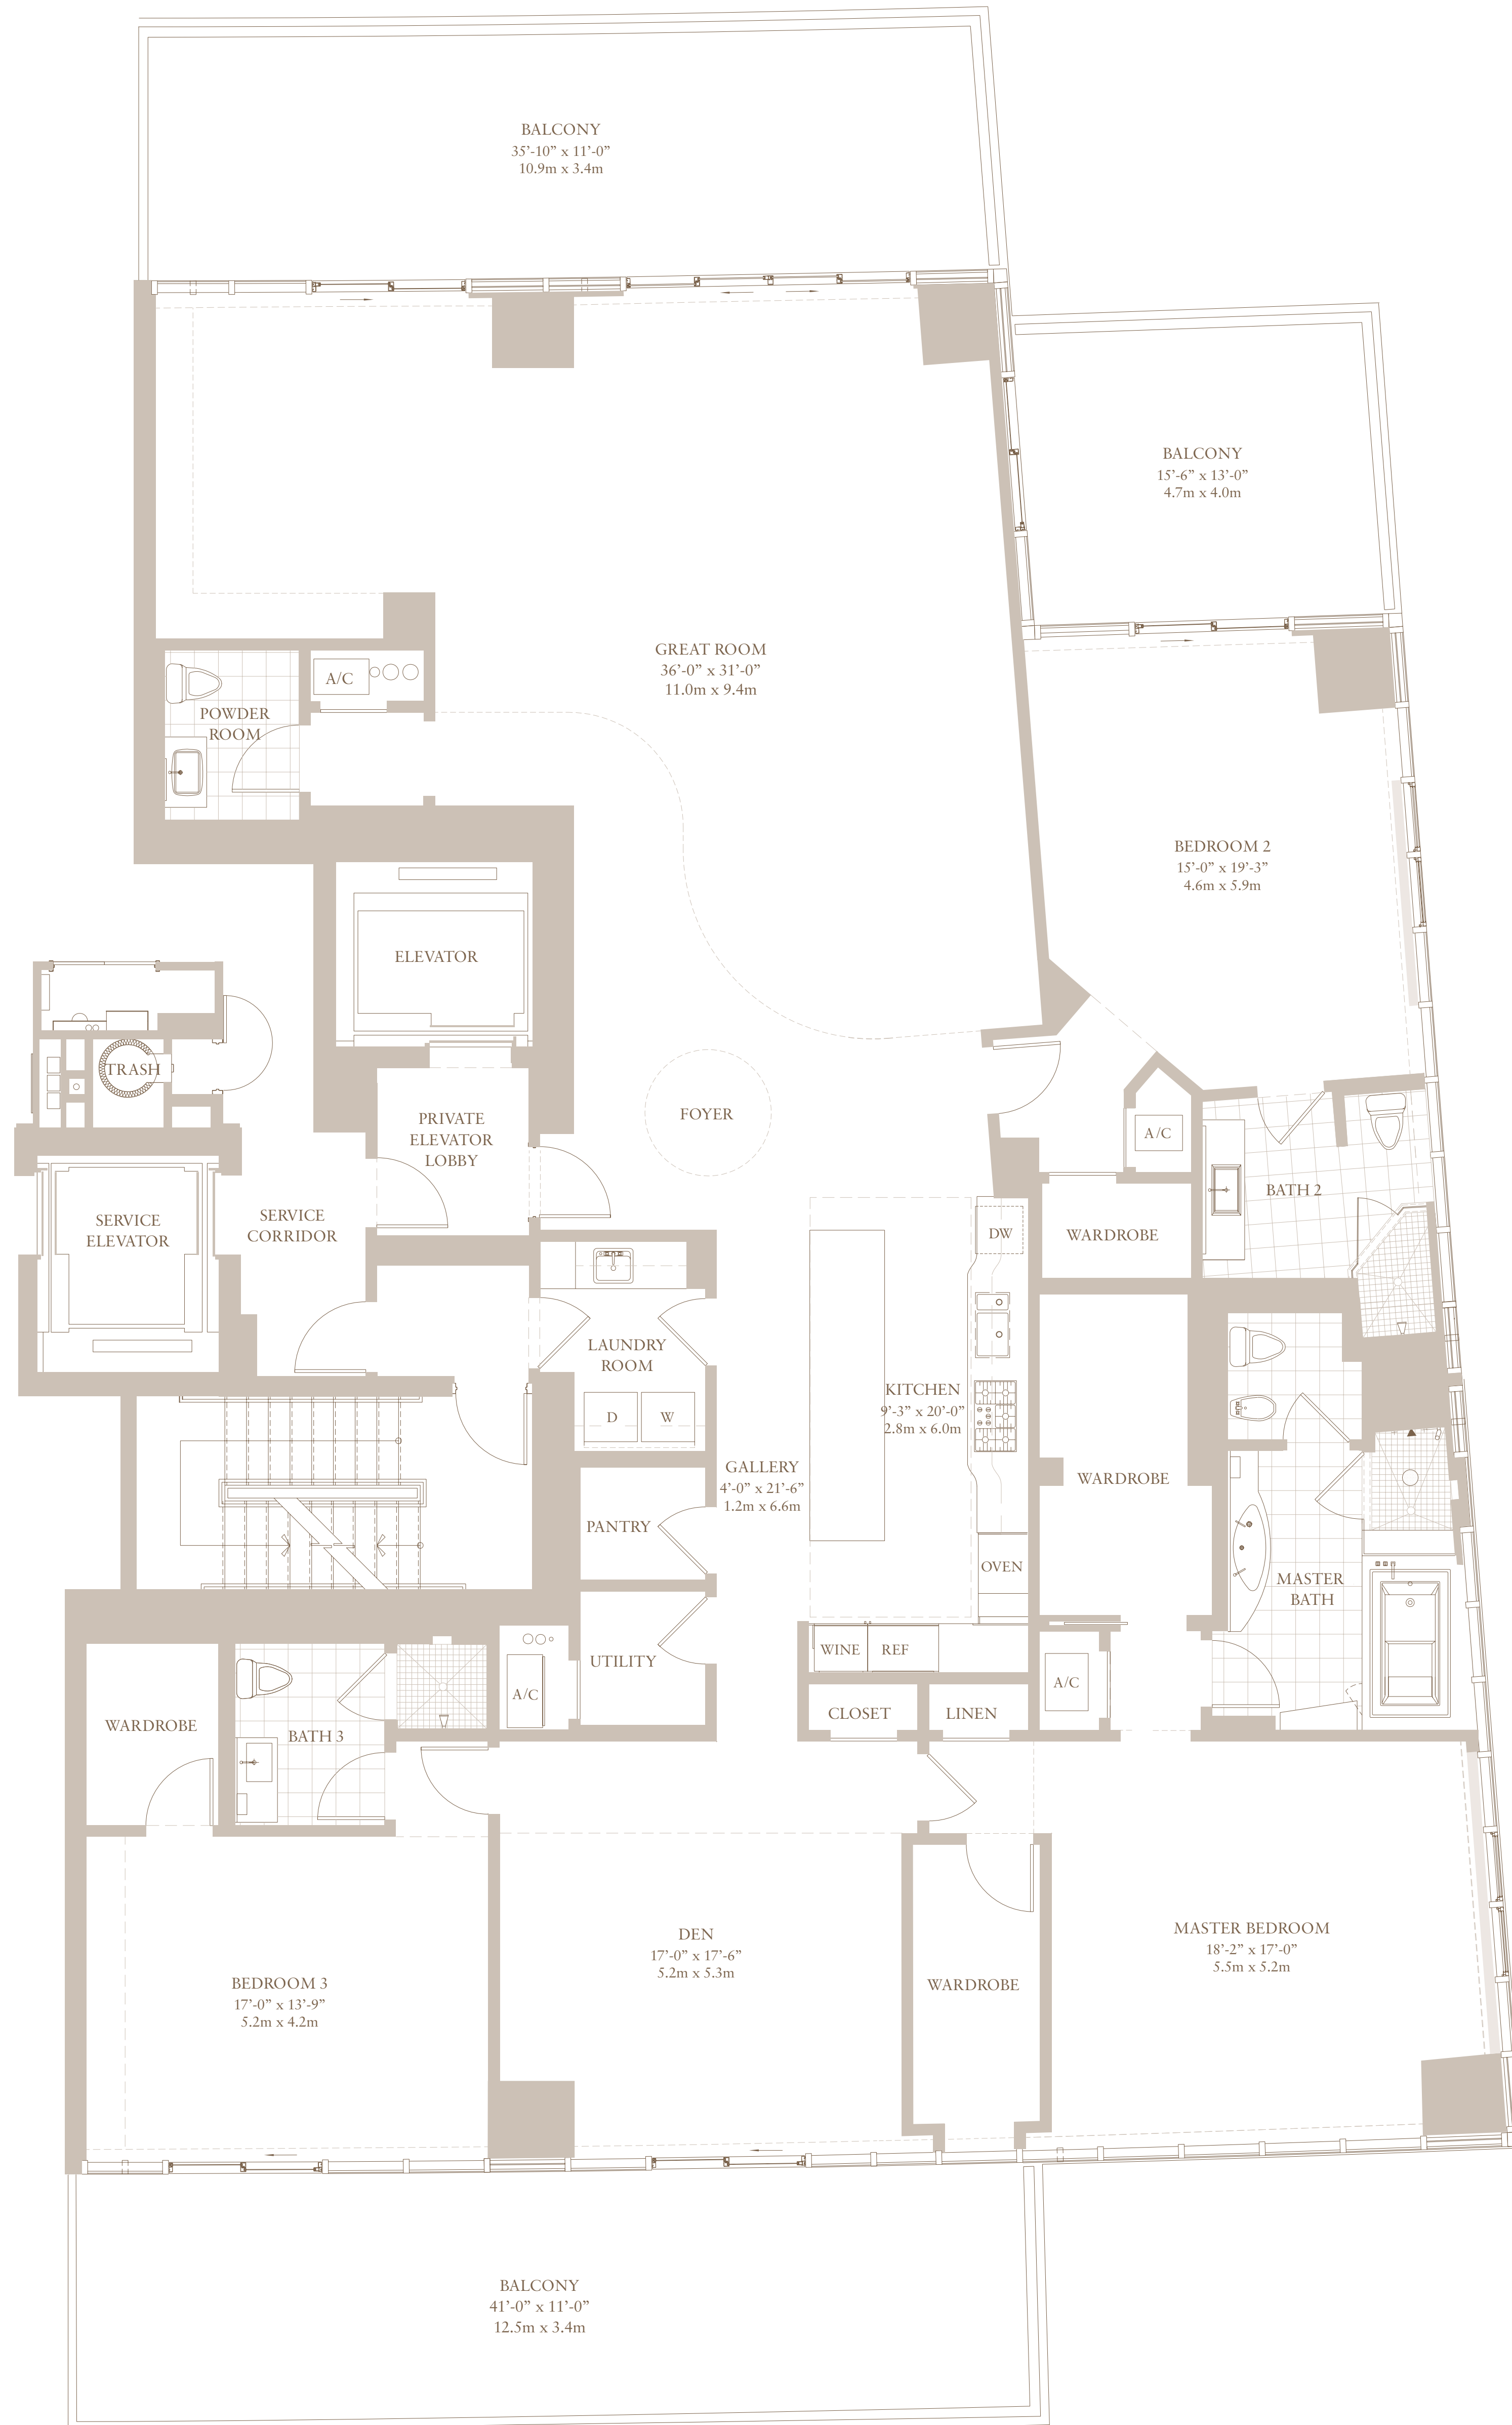 BALCONY
35’-10” x 11’-0”
10.9m x 3.4m
BALCONY
15’-6” x 13’-0”
4.7m x 4.0m
GREAT ROOM
36’-0” x 31’-0”
11.0m x 9.4m
A/C
POWDER
ROOM
BEDROOM 2
15’-0” x 19’-3”
4.6m x 5.9m
ELEVATOR
TRASH
PRIVATE
ELEVATOR
LOBBY
FOYER
A/C
BATH 2
SERVICE
ELEVATOR
SERVICE
CORRIDOR
DW
WARDROBE
LAUNDRY
ROOM
D
W
KITCHEN
9’-3” x 20’-0”
2.8m x 6.0m
GALLERY
4’-0” x 21’-6”
1.2m x 6.6m
WARDROBE
PANTRY
OVEN
MASTER
BATH
UTILITY
WINE
REF
A/C
A/C
WARDROBE
BATH 3
CLOSET
LINEN
DEN
17’-0” x 17’-6”
5.2m x 5.3m
MASTER BEDROOM
18’-2” x 17’-0”
5.5m x 5.2m
BEDROOM 3
17’-0” x 13’-9”
5.2m x 4.2m
WARDROBE
BALCONY
41’-0” x 11’-0”
12.5m x 3.4m